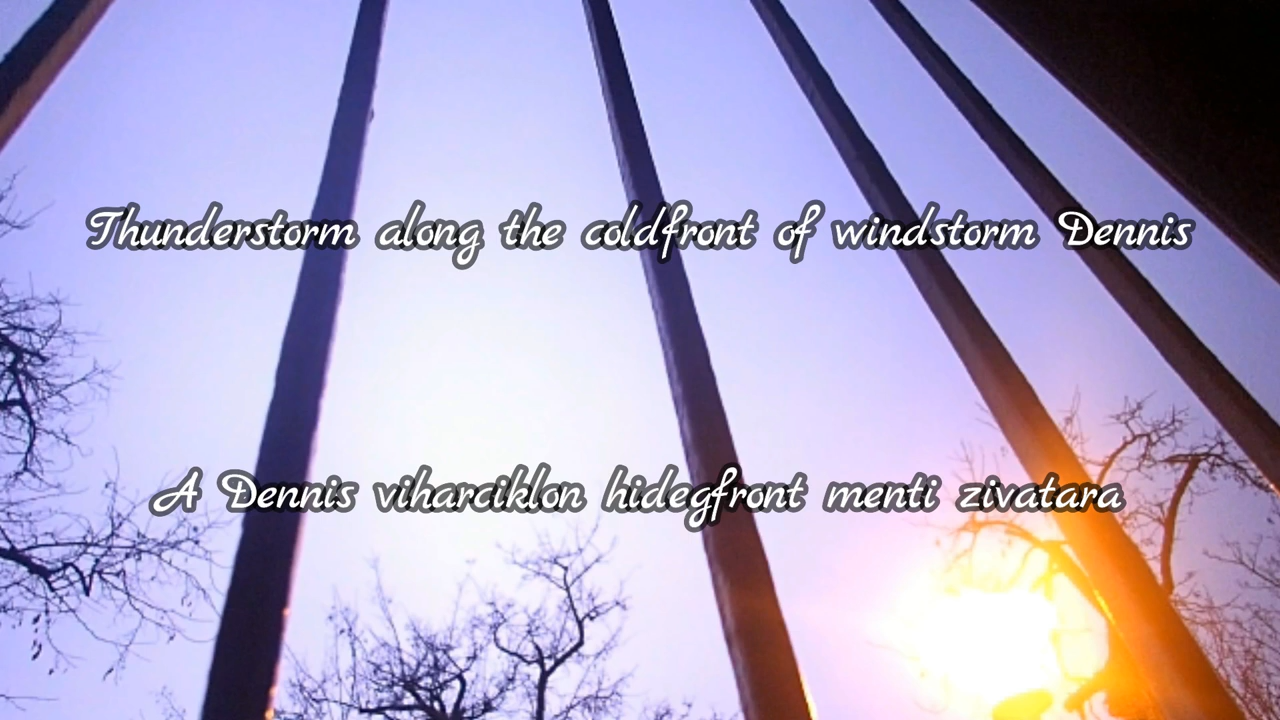 Thunderstorm along the coldfront of windstorm Dennis
A Dennis viharciklon hidegfront menti zivatara